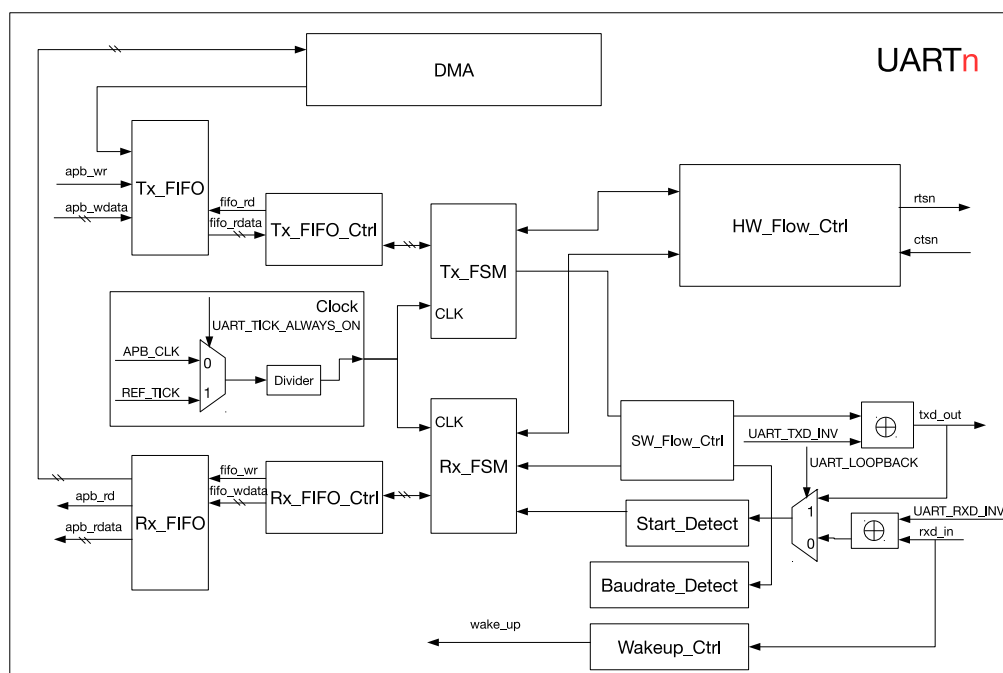 UARTn
DMA
apb_wr
Tx_FIFO
apb_wdata
fifo_rd
fifo_rdata
Tx_FIFO_Ctrl
Tx_FSM
CLK
HW_Flow_Ctrl
rtsn
ctsn
Clock
UART_TICK_ALWAYS_ON
APB_CLK
0
REF_TICK
1
Divider
CLK
Rx_FSM
SW_Flow_Ctrl
UART_TXD_INV
txd_out
UART_LOOPBACK
fifo_wr
fifo_wdata
Rx_FIFO_Ctrl
apb_rd
Rx_FIFO
apb_rdata
Start_Detect
1
0
UART_RXD_INV
rxd_in
Baudrate_Detect
wake_up
Wakeup_Ctrl